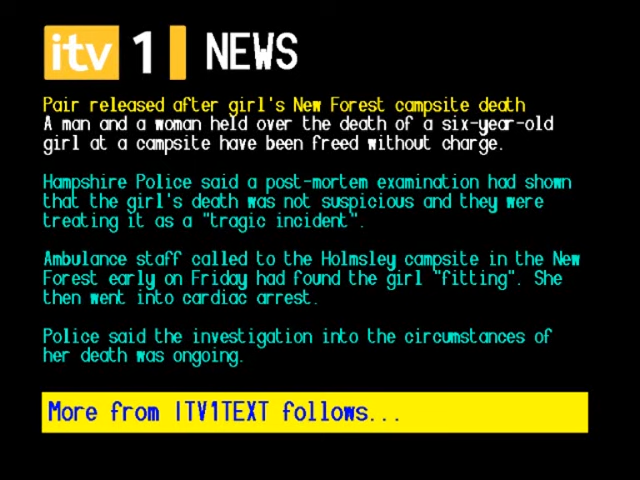 itv 1 NEWS
Pair released after girl's New Forest campsite death
A man and a woman held over the death of a six-year-old
girl at a campsite have been freed without charge.
Hampshire Police said a post-mortem examination had shown
that the girl's death was not suspicious and they were
treating it as a "tragic incident".
Ambulance staff called to the Holmsley campsite in the New
Forest early on Friday had found the girl "fitting". She
then went into cardiac arrest.
Police said the investigation into the circumstances of
her death was ongoing.
More from ITV1TEXT follows...